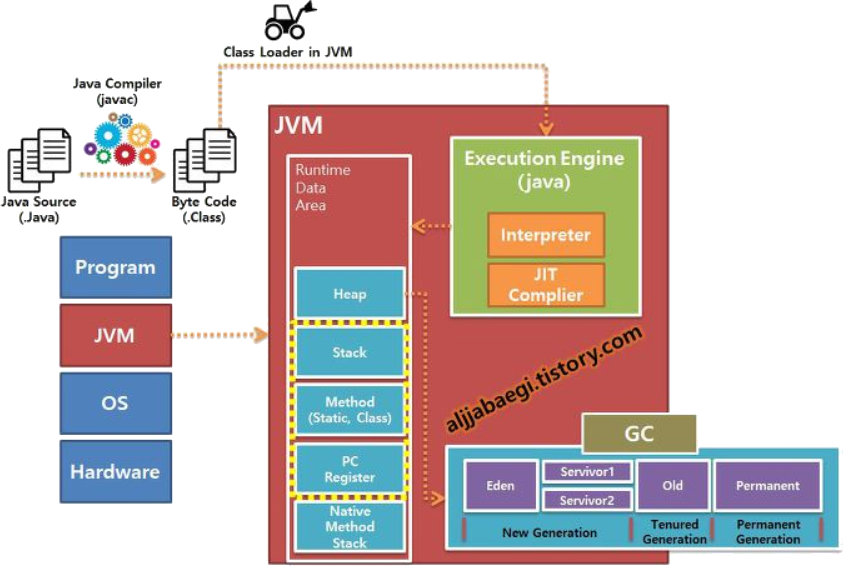 Class Loader in JVM
Java Compiler
(javac)
Java Source
(.Java)
Byte Code
(.Class)
JVM
Execution Engine
(java)
Interpreter
JIT
Complier
Runtime
Data
Area
Heap
Stack
Method
(Static, Class)
PC
Register
Native
Method
Stack
Program
JVM
OS
Hardware
aljjabaegi.tistory.com
GC
Eden
Servivor1
Servivor2
Old
Permanent
New Generation
Tenured
Generation
Permanent
Generation